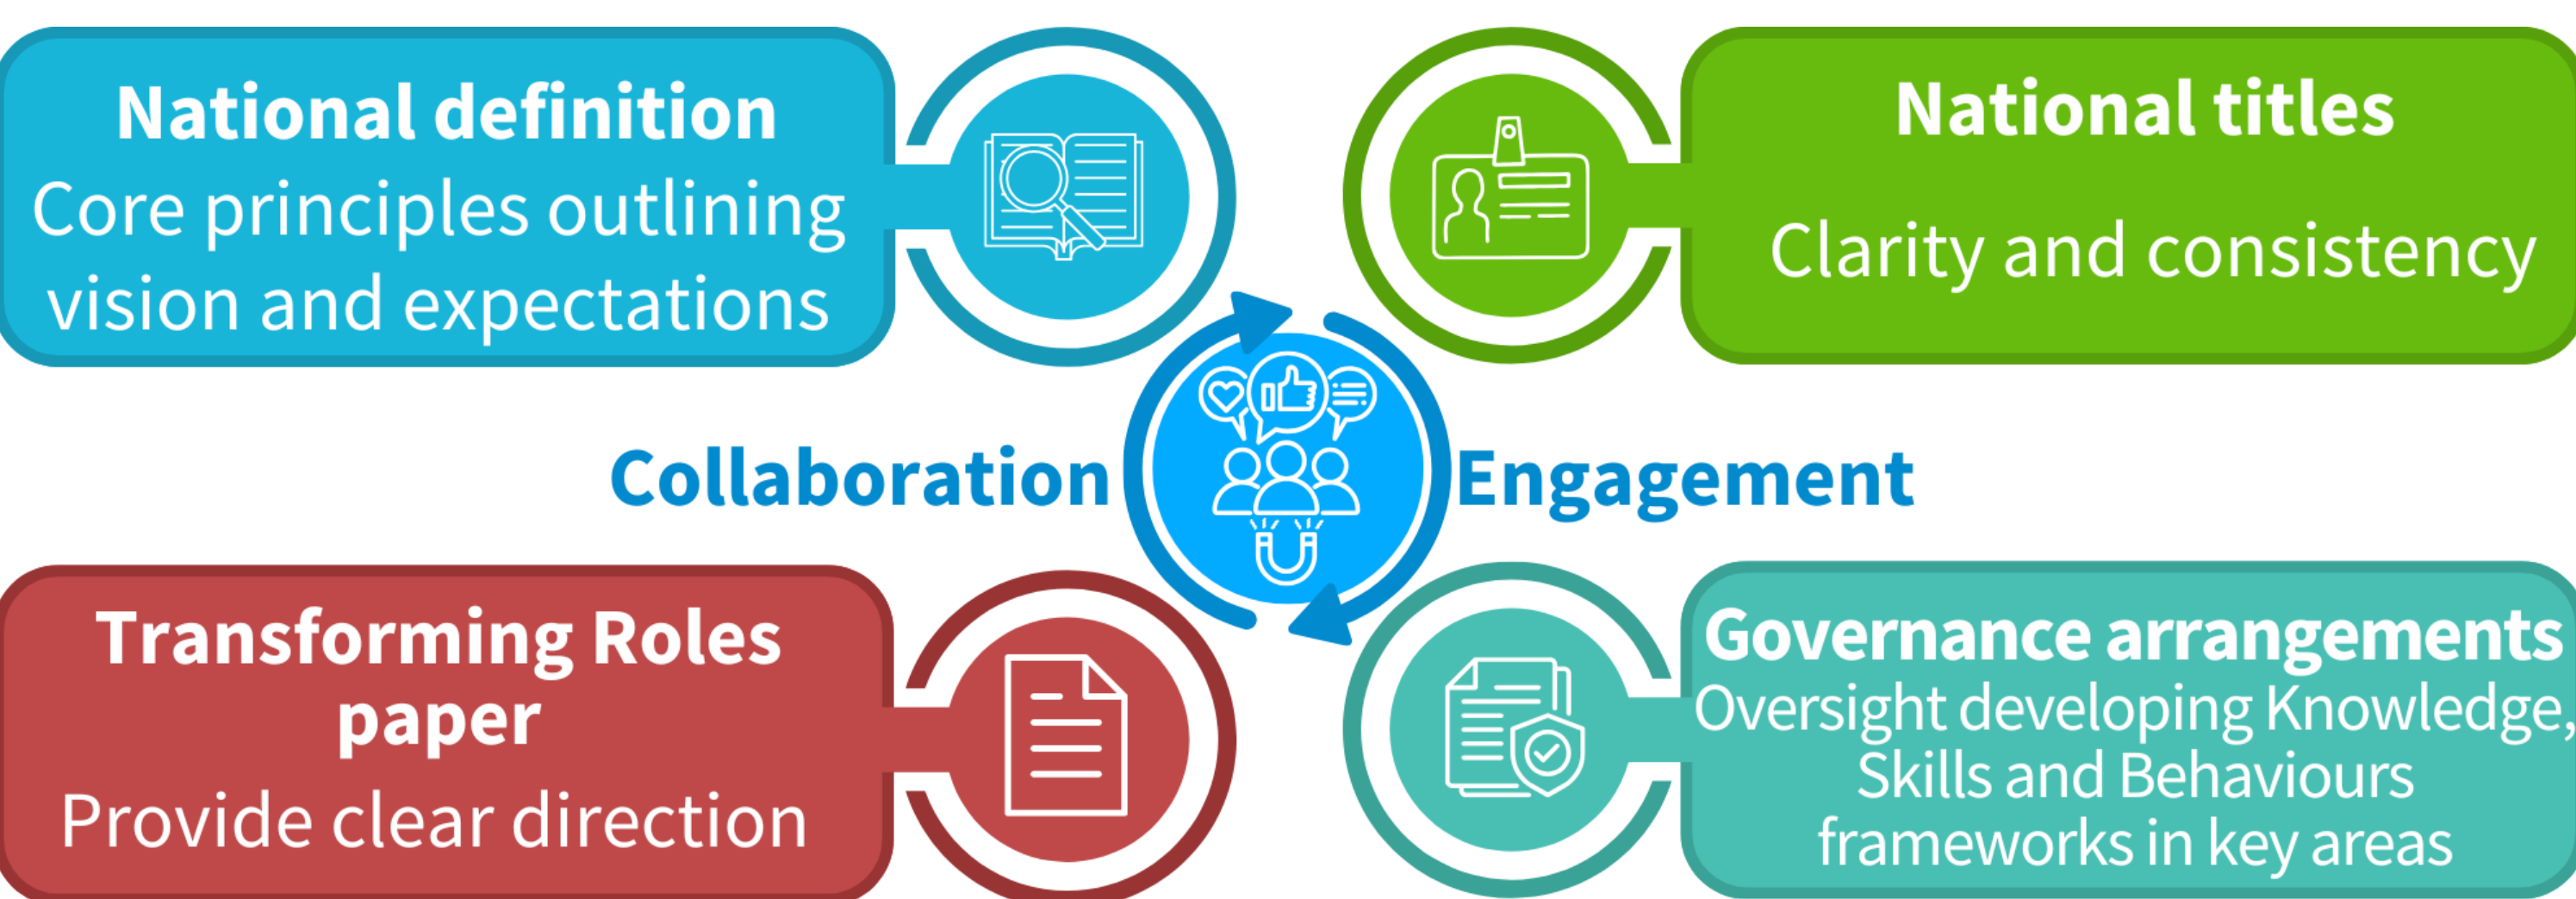 National definition
Core principles outlining
vision and expectations
National titles
Clarity and consistency
Collaboration
Engagement
Transforming Roles
paper
Provide clear direction
Governance arrangements
Oversight developing Knowledge,
Skills and Behaviours
frameworks in key areas